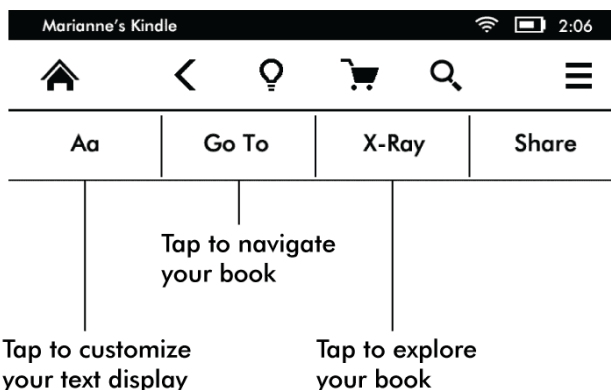 Marianne's Kindle 2:06
Aa Go To X-Ray Share
Tap to navigate
your book
Tap to customize
your text display
Tap to explore
your book